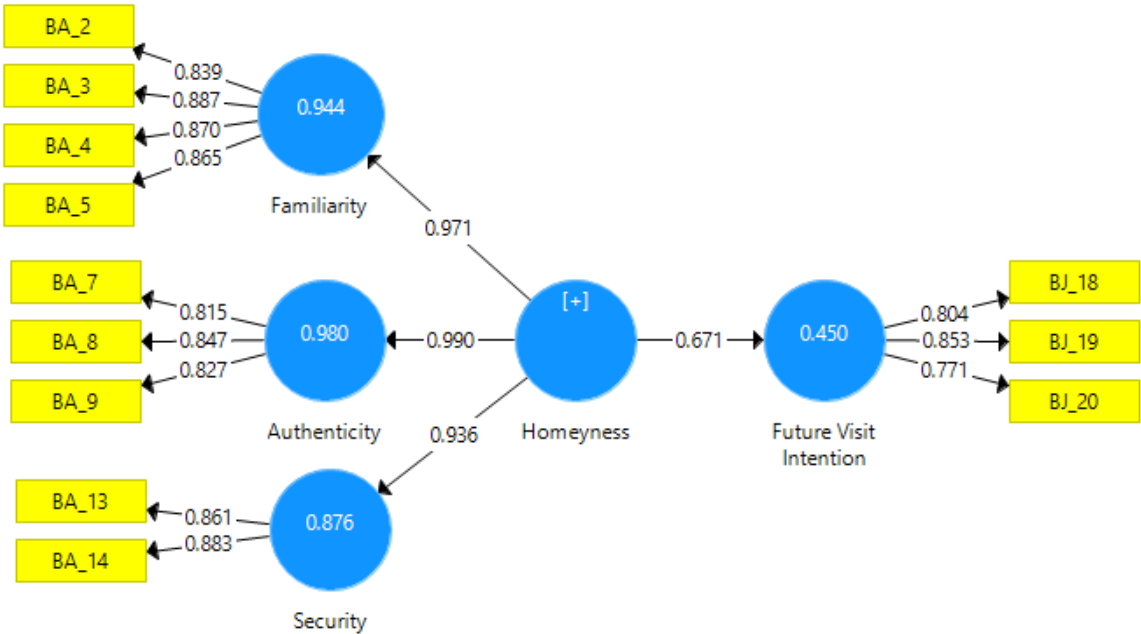 BA_2
BA_3
BA_4
BA_5
0.839
0.887
0.870
0.865
0.944
Familiarity
0.971
BA_7
BA_8
BA_9
0.815
0.847
0.827
0.980
Authenticity
0.990
[+]
Homeyness
0.671
0.450
Future Visit
Intention
0.804
0.853
0.771
BJ_18
BJ_19
BJ_20
0.936
BA_13
BA_14
0.861
0.883
0.876
Security